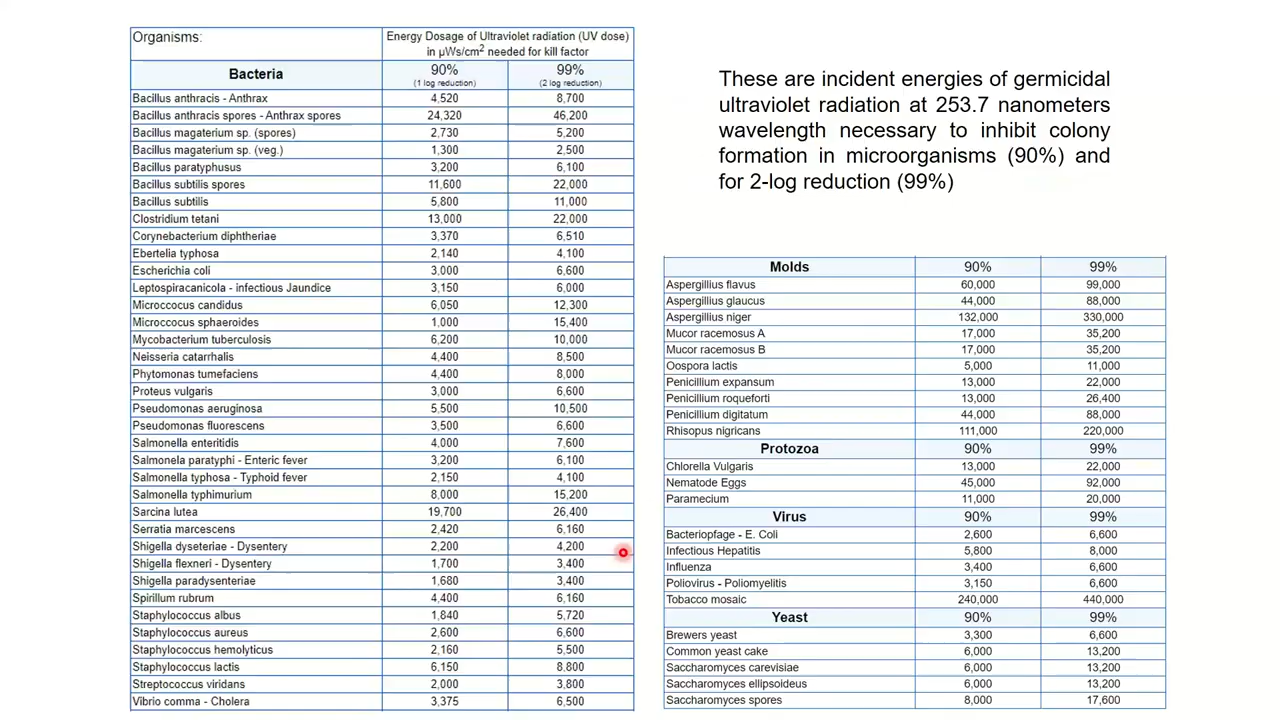 Organisms:
Energy Dosage of Ultraviolet radiation (UV dose)
in µWs/cm2 needed for kill factor
Bacteria 90% 99%
(1 log reduction) (2 log reduction)
Bacillus anthracis - Anthrax 4,520 8,700
Bacillus anthracis spores - Anthrax spores 24,320 46,200
Bacillus magaterium sp. (spores) 2,730 5,200
Bacillus magaterium sp. (veg.) 1,300 2,500
Bacillus paratyphusus 3,200 6,100
Bacillus subtilis spores 11,600 22,000
Bacillus subtilis 5,800 11,000
Clostridium tetani 13,000 22,000
Corynebacterium diphtheriae 3,370 6,510
Ebertelia typhosa 2,140 4,100
Escherichia coli 3,000 6,600
Leptospiracanicola - infectious Jaundice 3,150 6,000
Micrococcus candidus 6,050 12,300
Micrococcus sphaeroides 1,000 15,400
Mycobacterium tuberculosis 6,200 10,000
Neisseria catarrhalis 4,400 8,500
Phytomonas tumefaciens 4,400 8,000
Proteus vulgaris 3,000 6,600
Pseudomonas aeruginosa 5,500 10,500
Pseudomonas fluorescens 3,500 6,600
Salmonella enteritidis 4,000 7,600
Salmonela paratyphi - Enteric fever 3,200 6,100
Salmonella typhosa - Typhoid fever 2,150 4,100
Salmonella typhimurium 8,000 15,200
Sarcina lutea 19,700 26,400
Serratia marcescens 2,420 6,160
Shigella dyseteriae - Dysentery 2,200 4,200
Shigella flexneri - Dysentery 1,700 3,400
Shigella paradysenteriae 1,680 3,400
Spirillum rubrum 4,400 6,160
Staphylococcus albus 1,840 5,720
Staphylococcus aureus 2,600 6,600
Staphylococcus hemolyticus 2,160 5,500
Staphylococcus lactis 6,150 8,800
Streptococcus viridans 2,000 3,800
Vibrio comma - Cholera 3,375 6,500
These are incident energies of germicidal
ultraviolet radiation at 253.7 nanometers
wavelength necessary to inhibit colony
formation in microorganisms (90%) and
for 2-log reduction (99%)
Molds 90% 99%
Aspergillius flavus 60,000 99,000
Aspergillius glaucus 44,000 88,000
Aspergillius niger 132,000 330,000
Mucor racemosus A 17,000 35,200
Mucor racemosus B 17,000 35,200
Oospora lactis 5,000 11,000
Penicillium expansum 13,000 22,000
Penicillium roqueforti 13,000 26,400
Penicillium digitatum 44,000 88,000
Rhisopus nigricans 111,000 220,000
Protozoa 90% 99%
Chlorella Vulgaris 13,000 22,000
Nematode Eggs 45,000 92,000
Paramecium 11,000 20,000
Virus 90% 99%
Bacteriopfage - E. Coli 2,600 6,600
Infectious Hepatitis 5,800 8,000
Influenza 3,400 6,600
Poliovirus - Poliomyelitis 3,150 6,600
Tobacco mosaic 240,000 440,000
Yeast 90% 99%
Brewers yeast 3,300 6,600
Common yeast cake 6,000 13,200
Saccharomyces carevisiae 6,000 13,200
Saccharomyces ellipsoideus 6,000 13,200
Saccharomyces spores 8,000 17,600